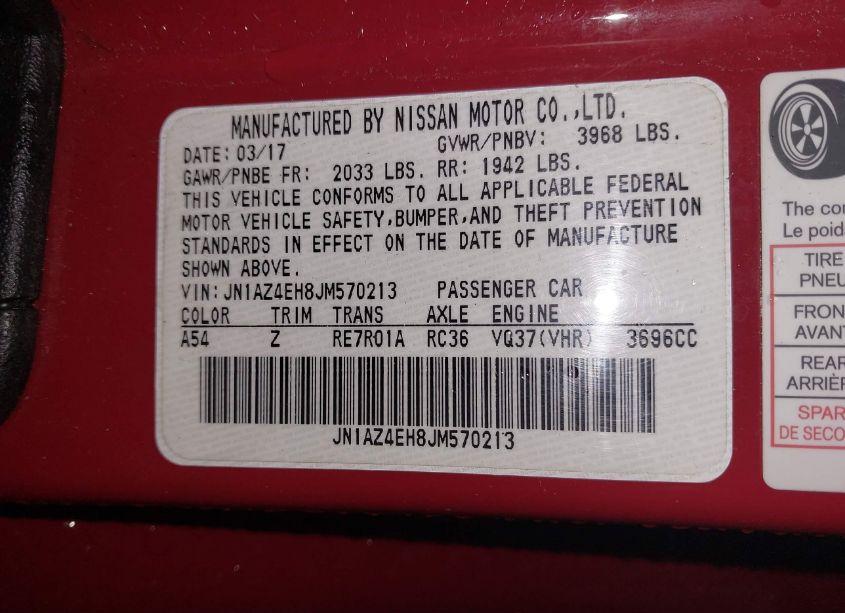 MANUFACTURED BY NISSAN MOTOR CO.,LTD.
DATE: 03/17 GVWR/PNBV: 3968 LBS.
GAWR/PNBE FR: 2033 LBS. RR: 1942 LBS.
THIS VEHICLE CONFORMS TO ALL APPLICABLE FEDERAL
MOTOR VEHICLE SAFETY,BUMPER,AND THEFT PREVENTION
STANDARDS IN EFFECT ON THE DATE OF MANUFACTURE
SHOWN ABOVE.
VIN:JN1AZ4EH8JM570213 PASSENGER CAR
COLOR TRIM TRANS AXLE ENGINE
A54 Z RE7R01A RC36 VQ37(VHR) 3696CC
JN1AZ4EH8JM570213
The cou
Le poida
TIRE
PNEU
FRON
AVANT
REAR
ARRIÈR
SPAR
DE SECO